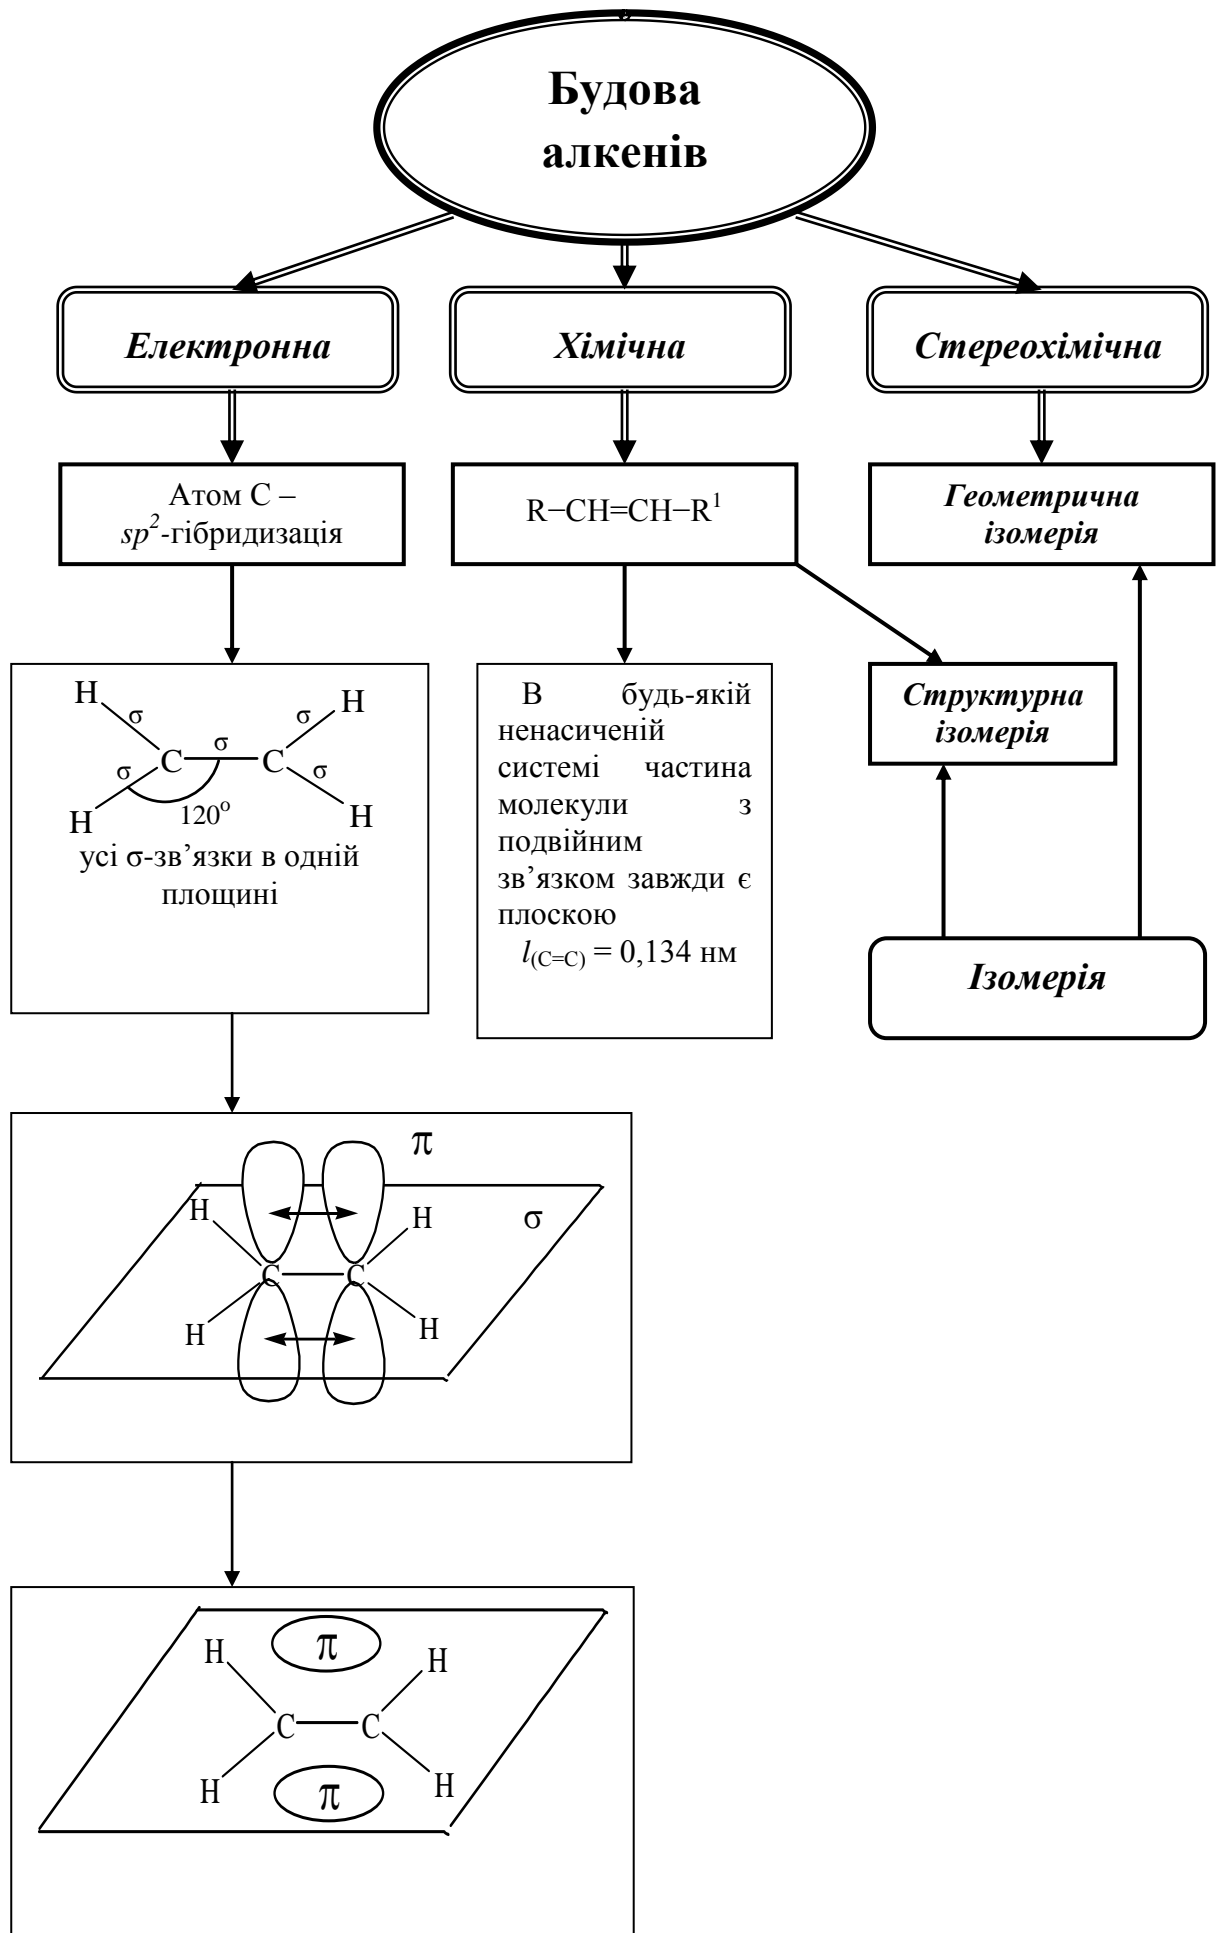 Будова
алкенів
Електронна
Хімічна
Стереохімічна
Атом С –
sp²-гібридизація
R−CH=CH−R¹
Геометрична
ізомерія
H
σ
σ
σ
H
C
C
σ
σ
H
120°
H
усі σ-зв’язки в одній
площині
В будь-якій
ненасиченій
системі частина
молекули з
подвійним
зв’язком завжди є
плоскою
l(C=C) = 0,134 нм
Структурна
ізомерія
Ізомерія
π
H
H
σ
C
C
H
H
π
H
H
C
C
H
H
π